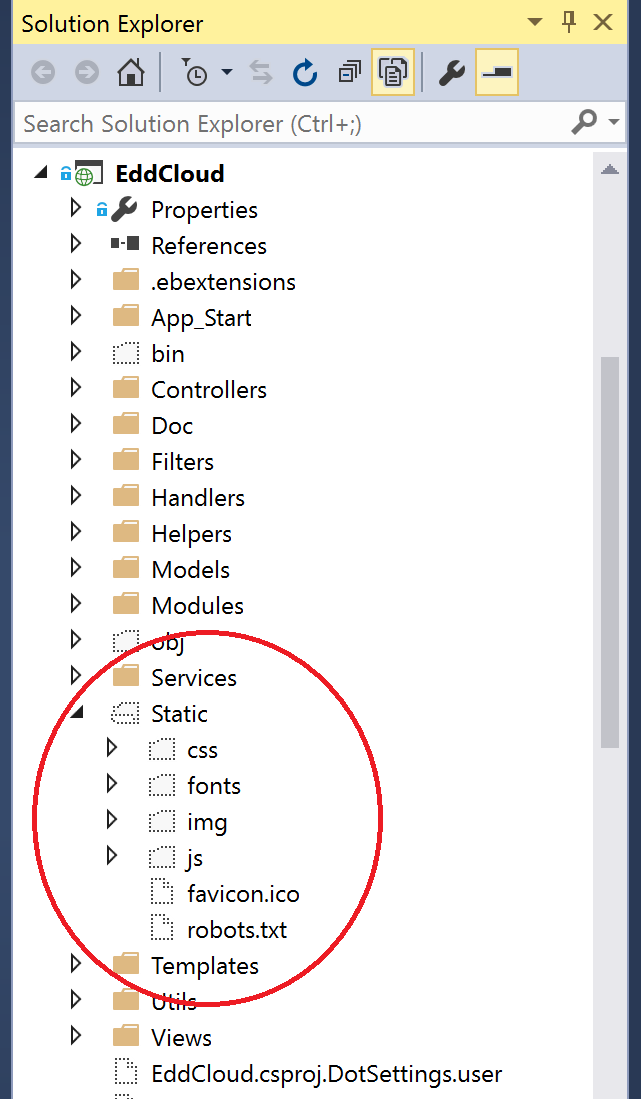 Solution Explorer
Search Solution Explorer (Ctrl+;)
EddCloud
Properties
References
.ebextensions
App_Start
bin
Controllers
Doc
Filters
Handlers
Helpers
Models
Modules
obj
Services
Static
css
fonts
img
js
favicon.ico
robots.txt
Templates
Utils
Views
EddCloud.csproj.DotSettings.user